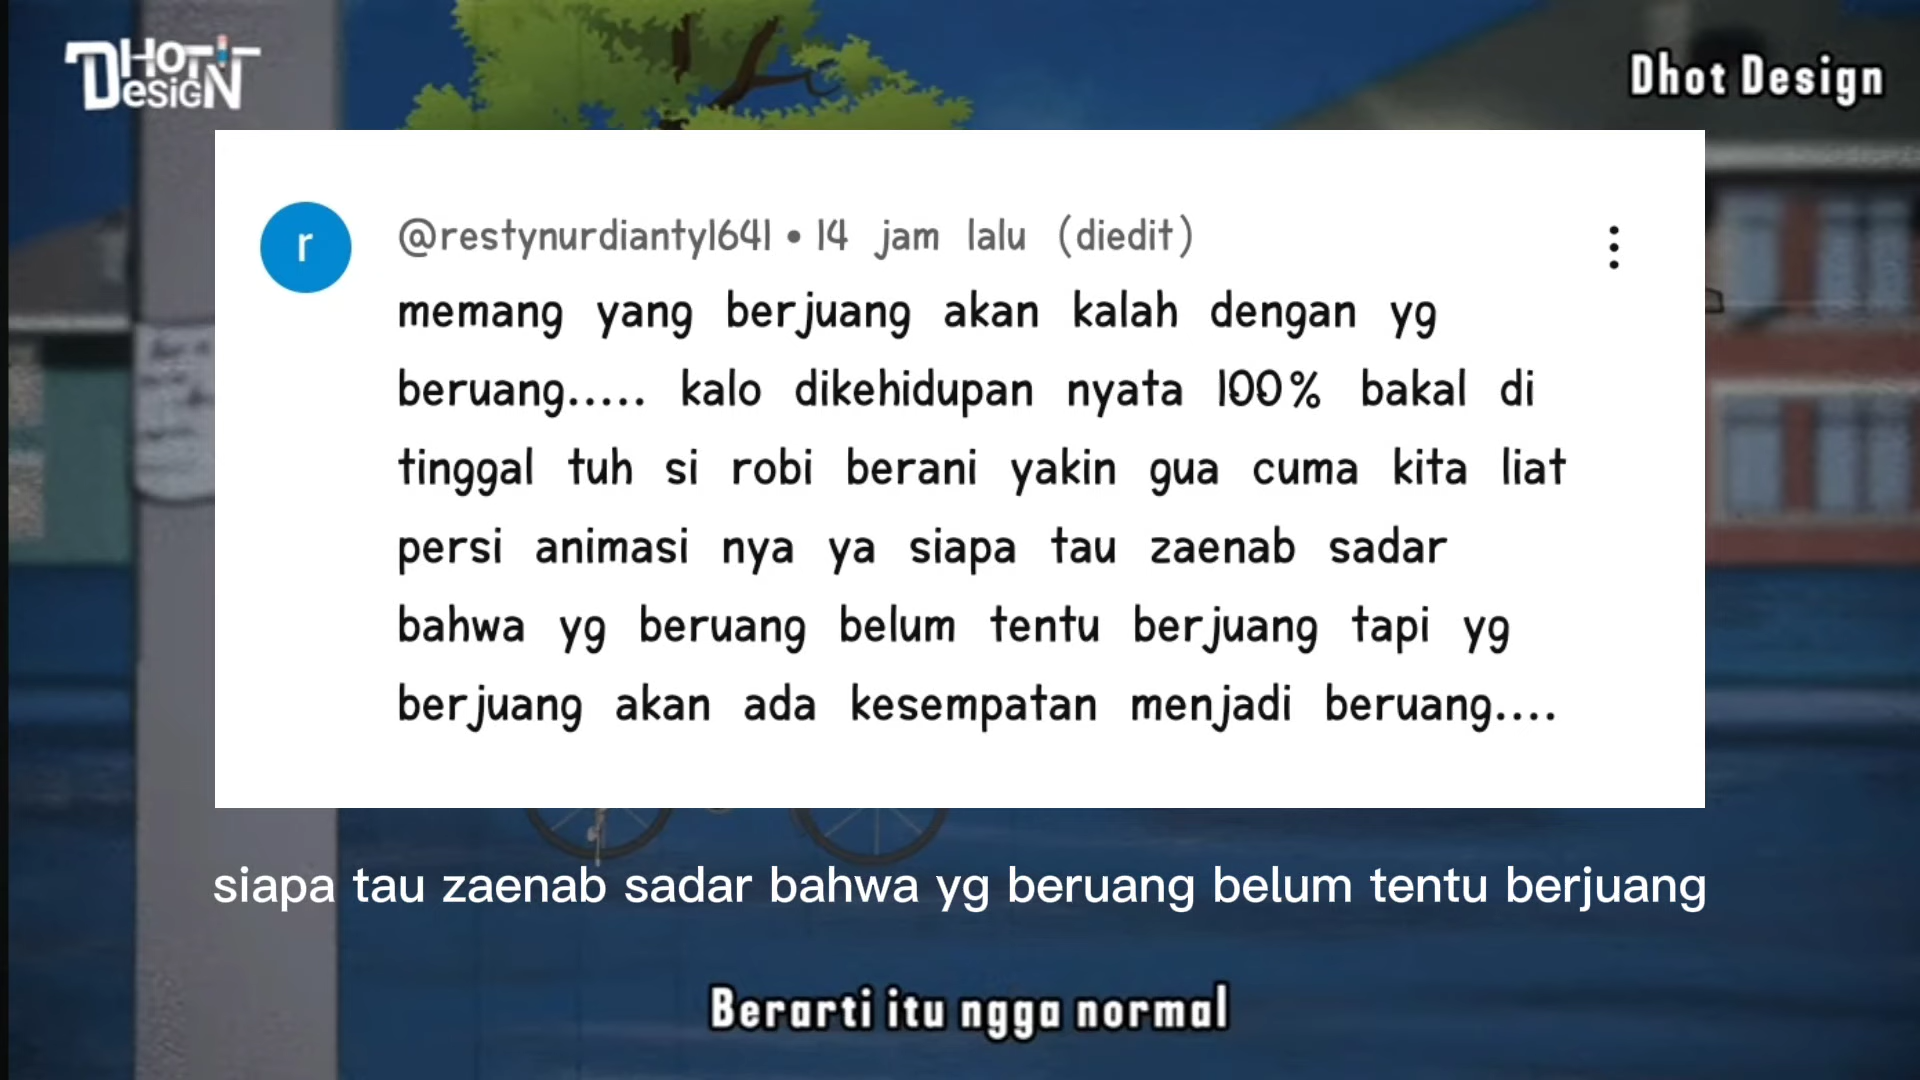 DHOT DESIGN
Dhot Design
r
@restynurdianty1641 • 14 jam lalu (diedit)
memang yang berjuang akan kalah dengan yg
beruang..... kalo dikehidupan nyata 100% bakal di
tinggal tuh si robi berani yakin gua cuma kita liat
persi animasi nya ya siapa tau zaenab sadar
bahwa yg beruang belum tentu berjuang tapi yg
berjuang akan ada kesempatan menjadi beruang....
siapa tau zaenab sadar bahwa yg beruang belum tentu berjuang
Berarti itu ngga normal